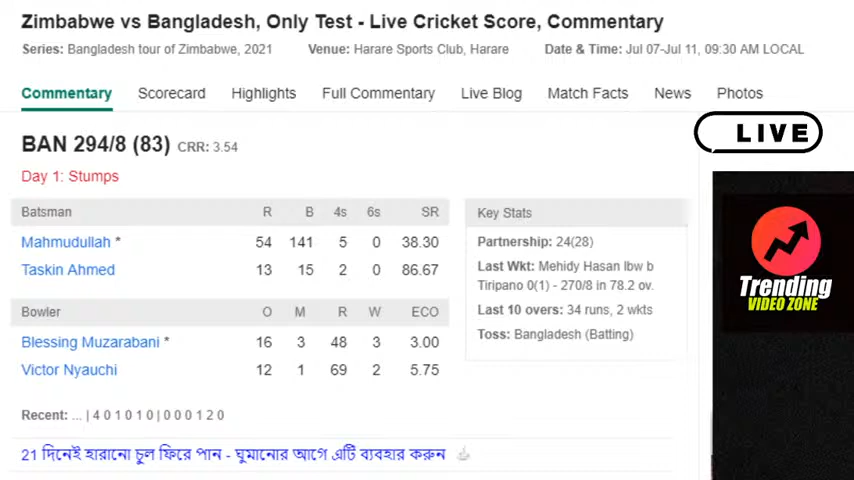 Zimbabwe vs Bangladesh, Only Test - Live Cricket Score, Commentary
Series: Bangladesh tour of Zimbabwe, 2021 Venue: Harare Sports Club, Harare Date & Time: Jul 07-Jul 11, 09:30 AM LOCAL
Commentary Scorecard Highlights Full Commentary Live Blog Match Facts News Photos
LIVE
BAN 294/8 (83) CRR: 3.54
Day 1: Stumps
Batsman R B 4s 6s SR
Mahmudullah * 54 141 5 0 38.30
Taskin Ahmed 13 15 2 0 86.67
Bowler O M R W ECO
Blessing Muzarabani * 16 3 48 3 3.00
Victor Nyauchi 12 1 69 2 5.75
Key Stats
Partnership: 24(28)
Last Wkt: Mehidy Hasan lbw b
Tiripano 0(1) - 270/8 in 78.2 ov.
Last 10 overs: 34 runs, 2 wkts
Toss: Bangladesh (Batting)
Trending
VIDEO ZONE
Recent: ... | 4 0 1 0 1 0 | 0 0 0 1 2 0
21 দিনেই হারানো চুল ফিরে পান - ঘুমানোর আগে এটি ব্যবহার করুন